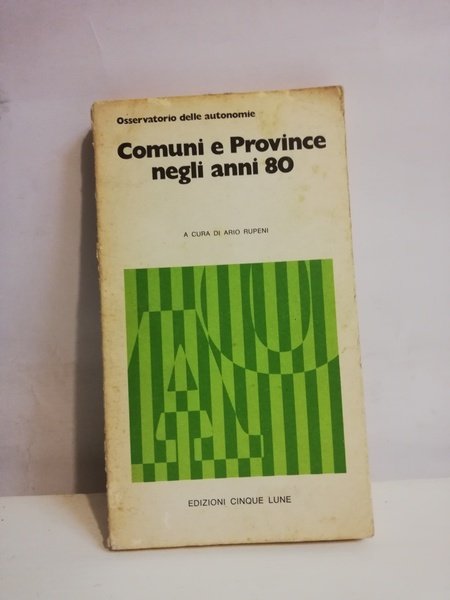 Osservatorio delle autonomie
Comuni e Province
negli anni 80
A CURA DI ARIO RUPENI
EDIZIONI CINQUE LUNE